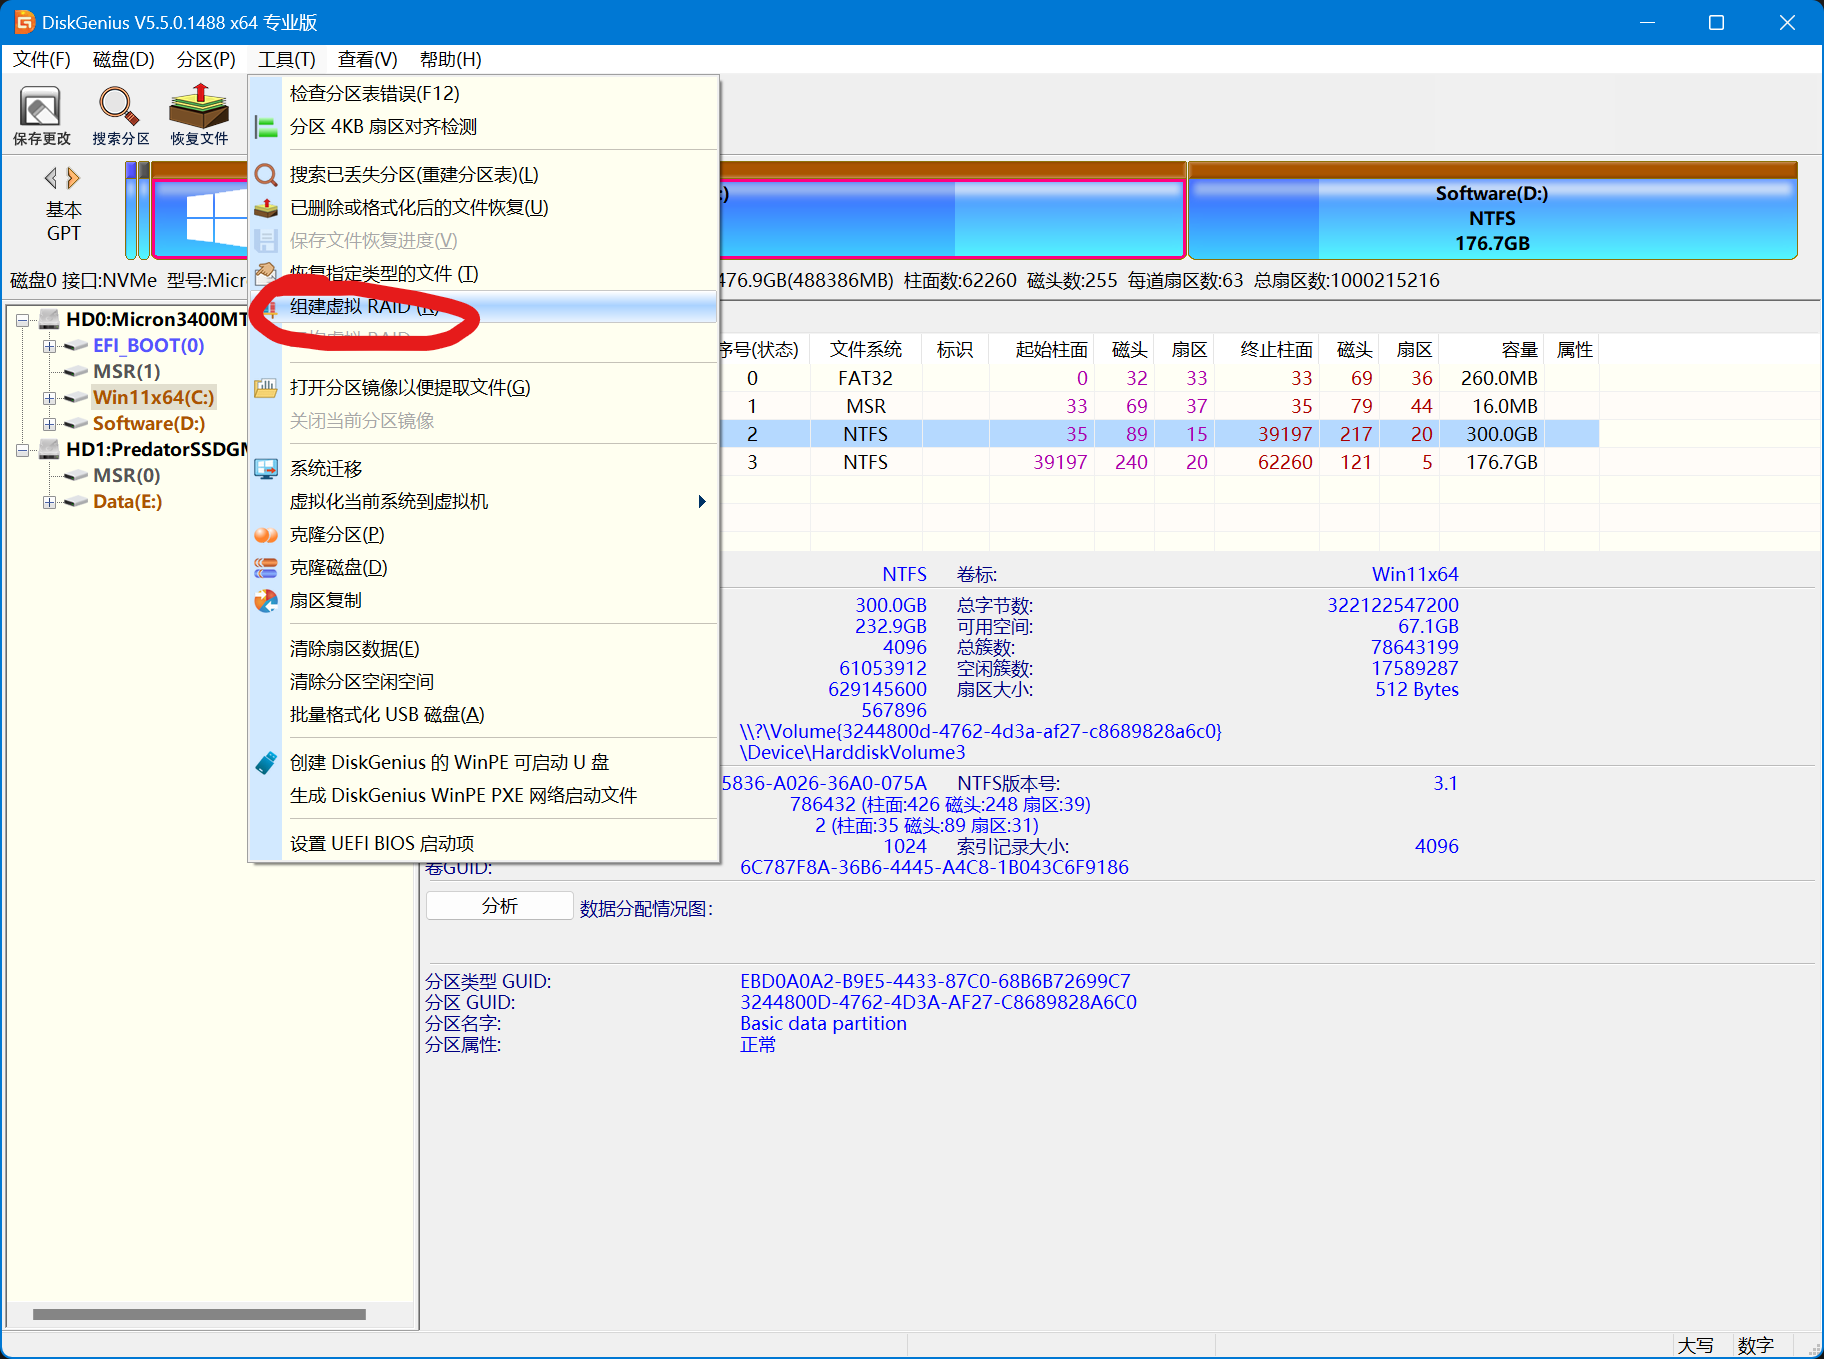 DiskGenius V5.5.0.1488 x64 专业版
文件(F) 磁盘(D) 分区(P) 工具(T) 查看(V) 帮助(H)
保存更改 搜索分区 恢复文件
基本
GPT
Software(D:)
NTFS
176.7GB
磁盘0 接口:NVMe 型号:Micr
476.9GB(488386MB) 柱面数:62260 磁头数:255 每道扇区数:63 总扇区数:1000215216
HD0:Micron3400MT
EFI_BOOT(0)
MSR(1)
Win11x64(C:)
Software(D:)
HD1:PredatorSSDGM
MSR(0)
Data(E:)
检查分区表错误(F12)
分区 4KB 扇区对齐检测
搜索已丢失分区(重建分区表)(L)
已删除或格式化后的文件恢复(U)
保存文件恢复进度(V)
恢复指定类型的文件 (T)
组建虚拟 RAID (R)
虚拟 RAID
打开分区镜像以便提取文件(G)
关闭当前分区镜像
系统迁移
虚拟化当前系统到虚拟机
克隆分区(P)
克隆磁盘(D)
扇区复制
清除扇区数据(E)
清除分区空闲空间
批量格式化 USB 磁盘(A)
创建 DiskGenius 的 WinPE 可启动 U 盘
生成 DiskGenius WinPE PXE 网络启动文件
设置 UEFI BIOS 启动项
序号(状态) 文件系统 标识 起始柱面 磁头 扇区 终止柱面 磁头 扇区 容量 属性
0 FAT32 0 32 33 33 69 36 260.0MB
1 MSR 33 69 37 35 79 44 16.0MB
2 NTFS 35 89 15 39197 217 20 300.0GB
3 NTFS 39197 240 20 62260 121 5 176.7GB
NTFS 卷标: Win11x64
300.0GB 总字节数: 322122547200
232.9GB 可用空间: 67.1GB
4096 总簇数: 78643199
61053912 空闲簇数: 17589287
629145600 扇区大小: 512 Bytes
567896
\\?\Volume{3244800d-4762-4d3a-af27-c8689828a6c0}
\Device\HarddiskVolume3
5836-A026-36A0-075A NTFS版本号: 3.1
786432 (柱面:426 磁头:248 扇区:39)
2 (柱面:35 磁头:89 扇区:31)
1024 索引记录大小: 4096
卷GUID: 6C787F8A-36B6-4445-A4C8-1B043C6F9186
分析 数据分配情况图:
分区类型 GUID: EBD0A0A2-B9E5-4433-87C0-68B6B72699C7
分区 GUID: 3244800D-4762-4D3A-AF27-C8689828A6C0
分区名字: Basic data partition
分区属性: 正常
大写 数字